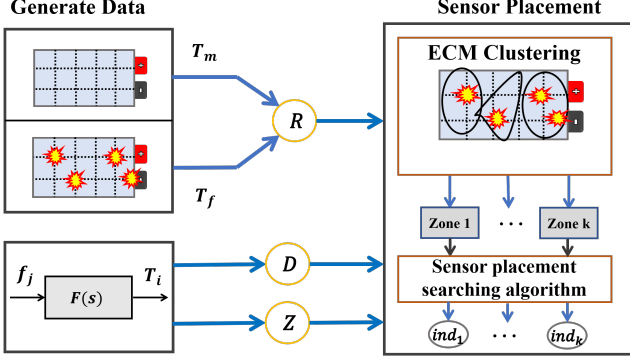 Generate Data
Sensor Placement
T_m
T_f
R
ECM Clustering
+
-
+
-
+
-
Zone 1
. . .
Zone k
f_j
F(s)
T_i
D
Z
Sensor placement
searching algorithm
ind_1
. . .
ind_k